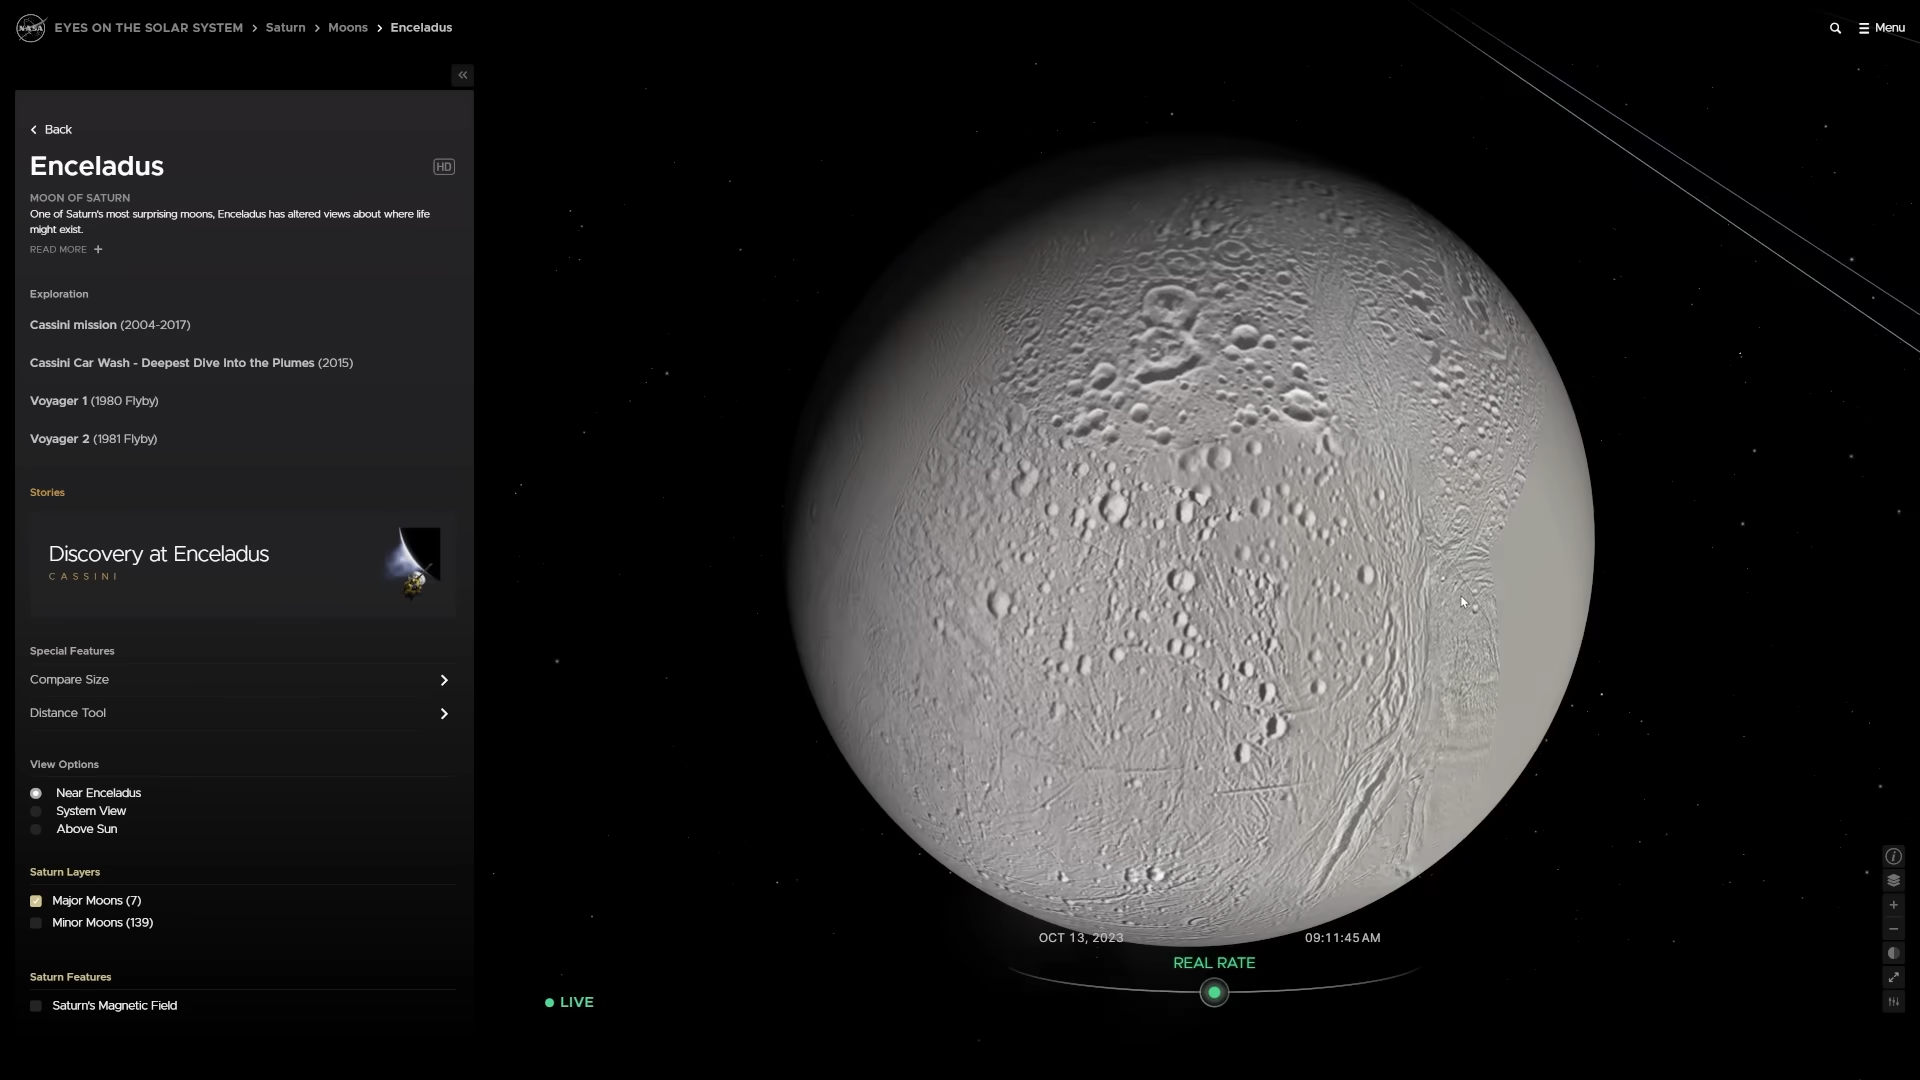 NASA
EYES ON THE SOLAR SYSTEM > Saturn > Moons > Enceladus
Menu
Back
Enceladus
HD
MOON OF SATURN
One of Saturn's most surprising moons, Enceladus has altered views about where life
might exist.
READ MORE +
Exploration
Cassini mission (2004-2017)
Cassini Car Wash - Deepest Dive Into the Plumes (2015)
Voyager 1 (1980 Flyby)
Voyager 2 (1981 Flyby)
Stories
Discovery at Enceladus
CASSINI
Special Features
Compare Size
Distance Tool
View Options
Near Enceladus
System View
Above Sun
Saturn Layers
Major Moons (7)
Minor Moons (139)
Saturn Features
Saturn's Magnetic Field
OCT 13, 2023
09:11:45 AM
REAL RATE
LIVE